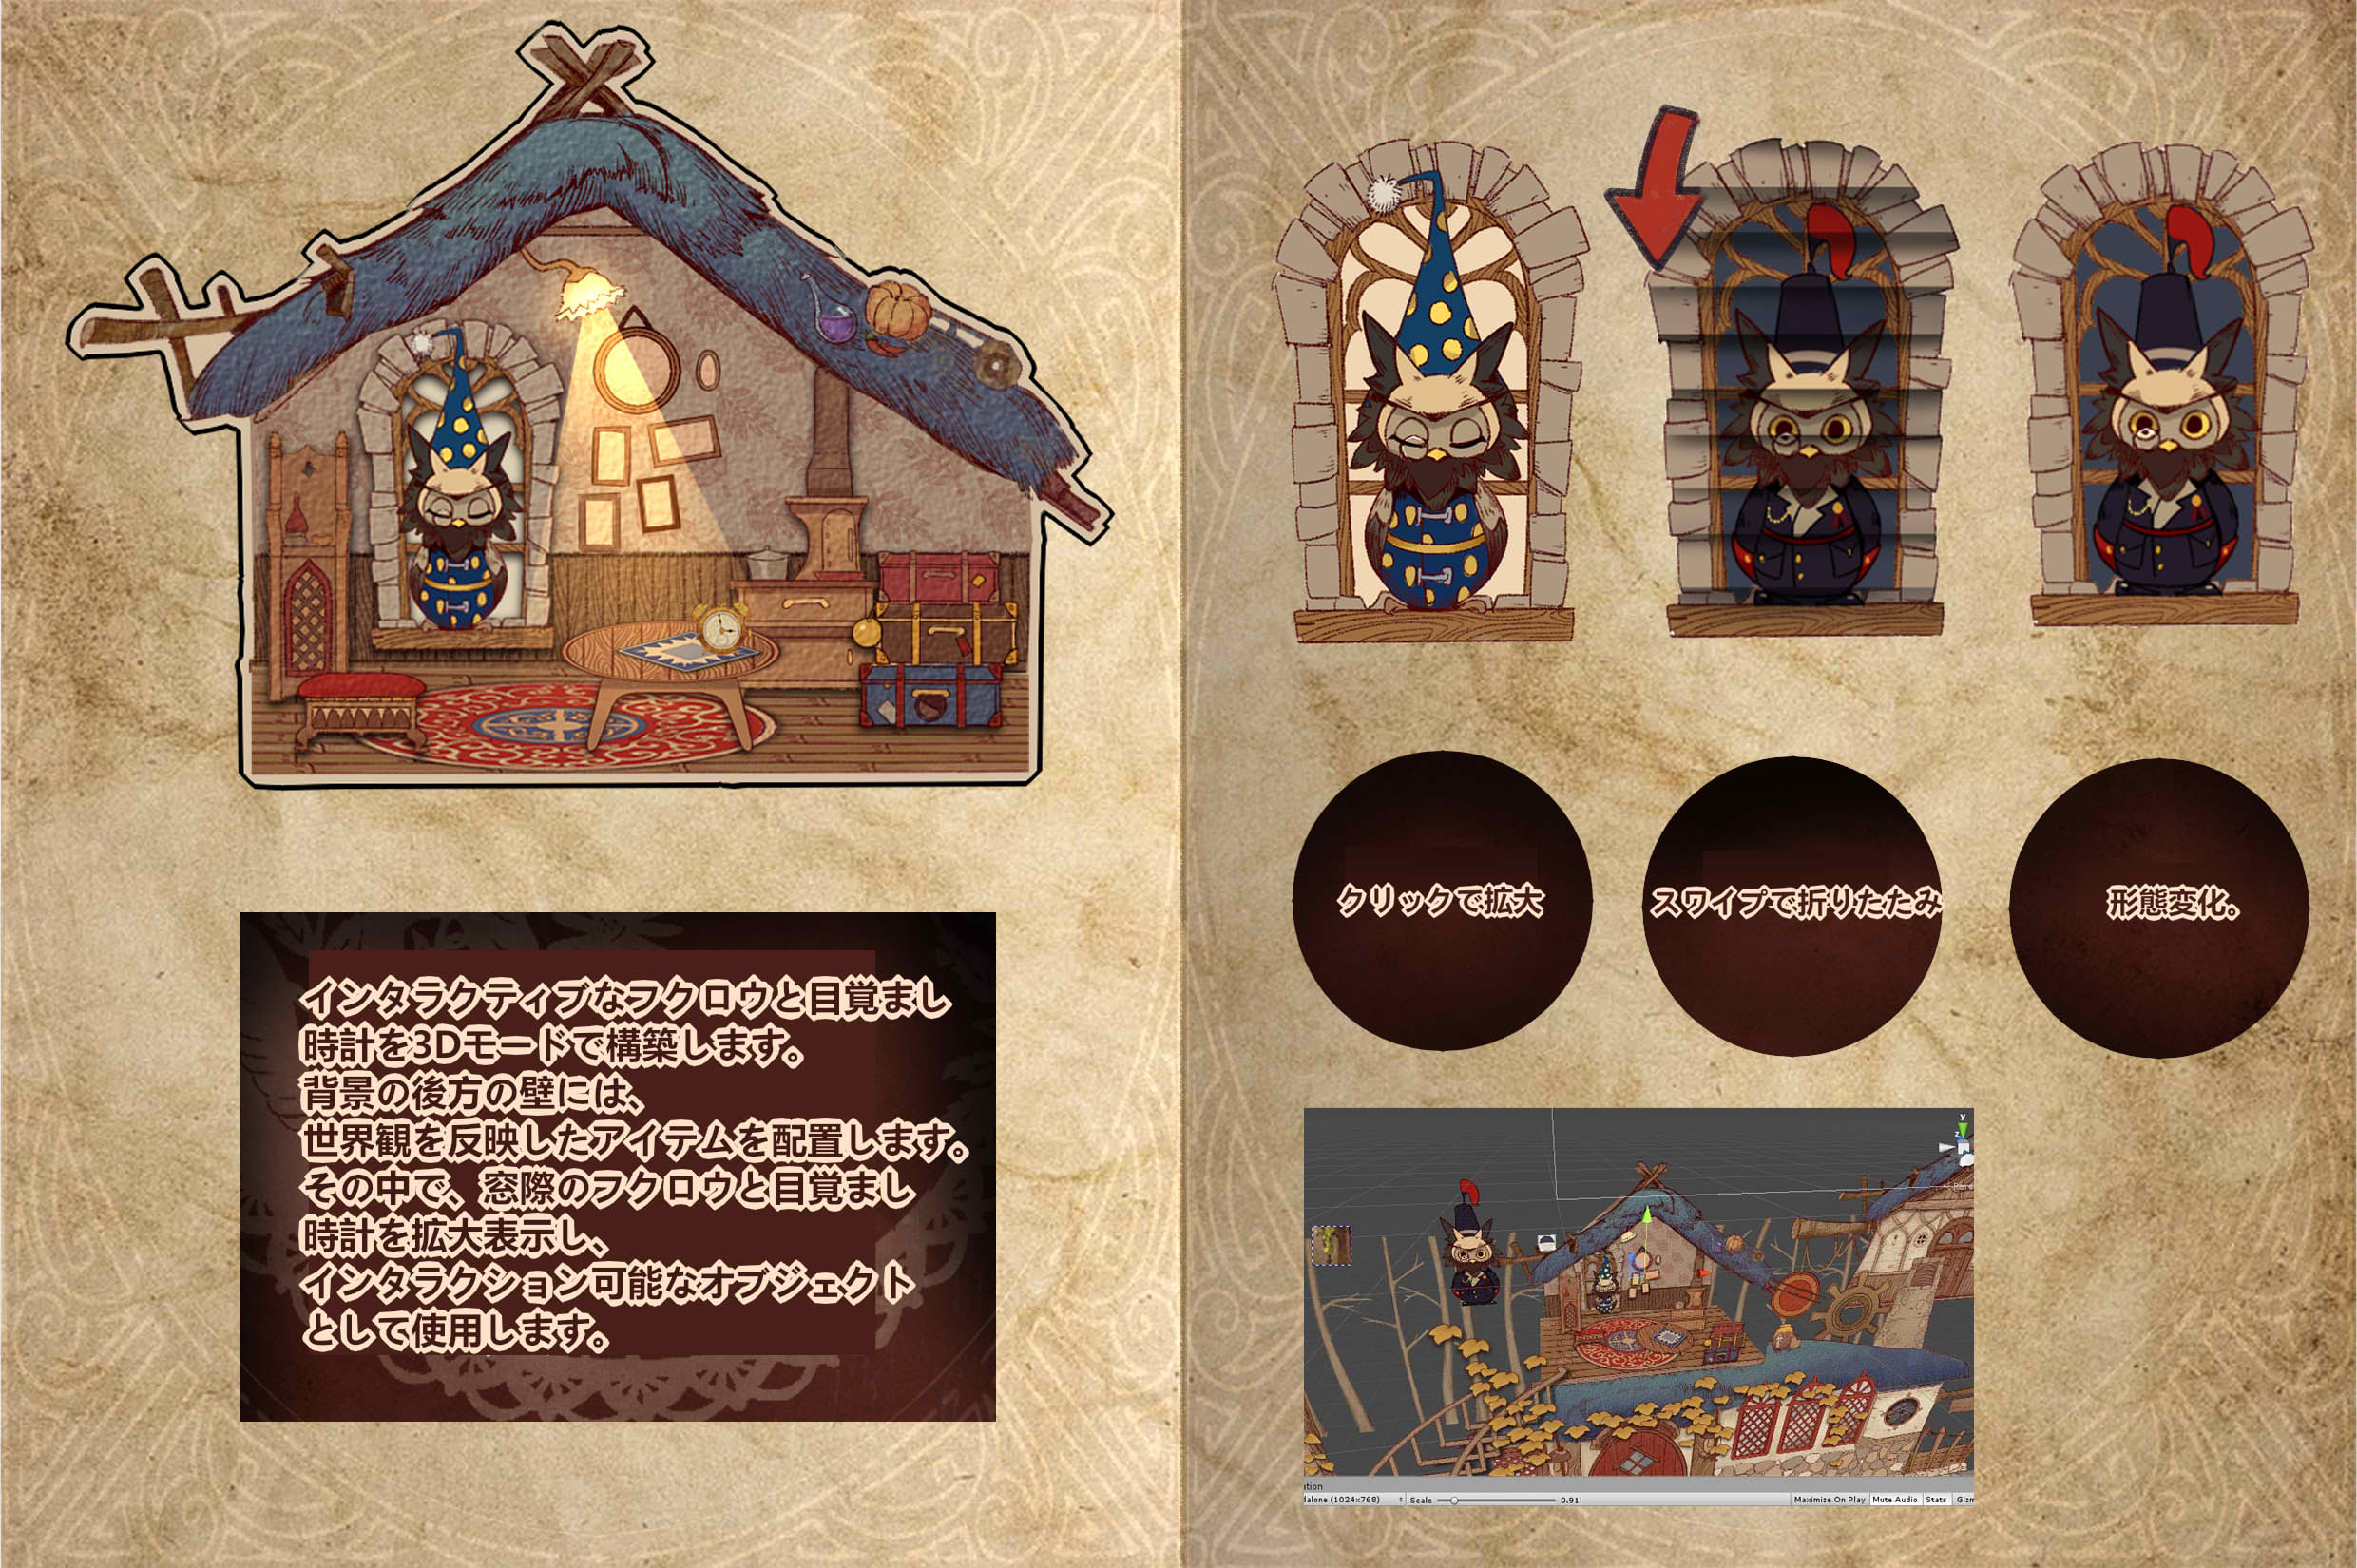 インタラクティブなフクロウと目覚まし
時計を3Dモードで構築します。
背景の後方の壁には、
世界観を反映したアイテムを配置します。
その中で、窓際のフクロウと目覚まし
時計を拡大表示し、
インタラクション可能なオブジェクト
として使用します。
クリックで拡大
スワイプで折りたたみ
形態変化。
y
z
lalone (1024x768)
Scale
0.91:
Maximize On Play
Mute Audio
Stats
Gizm